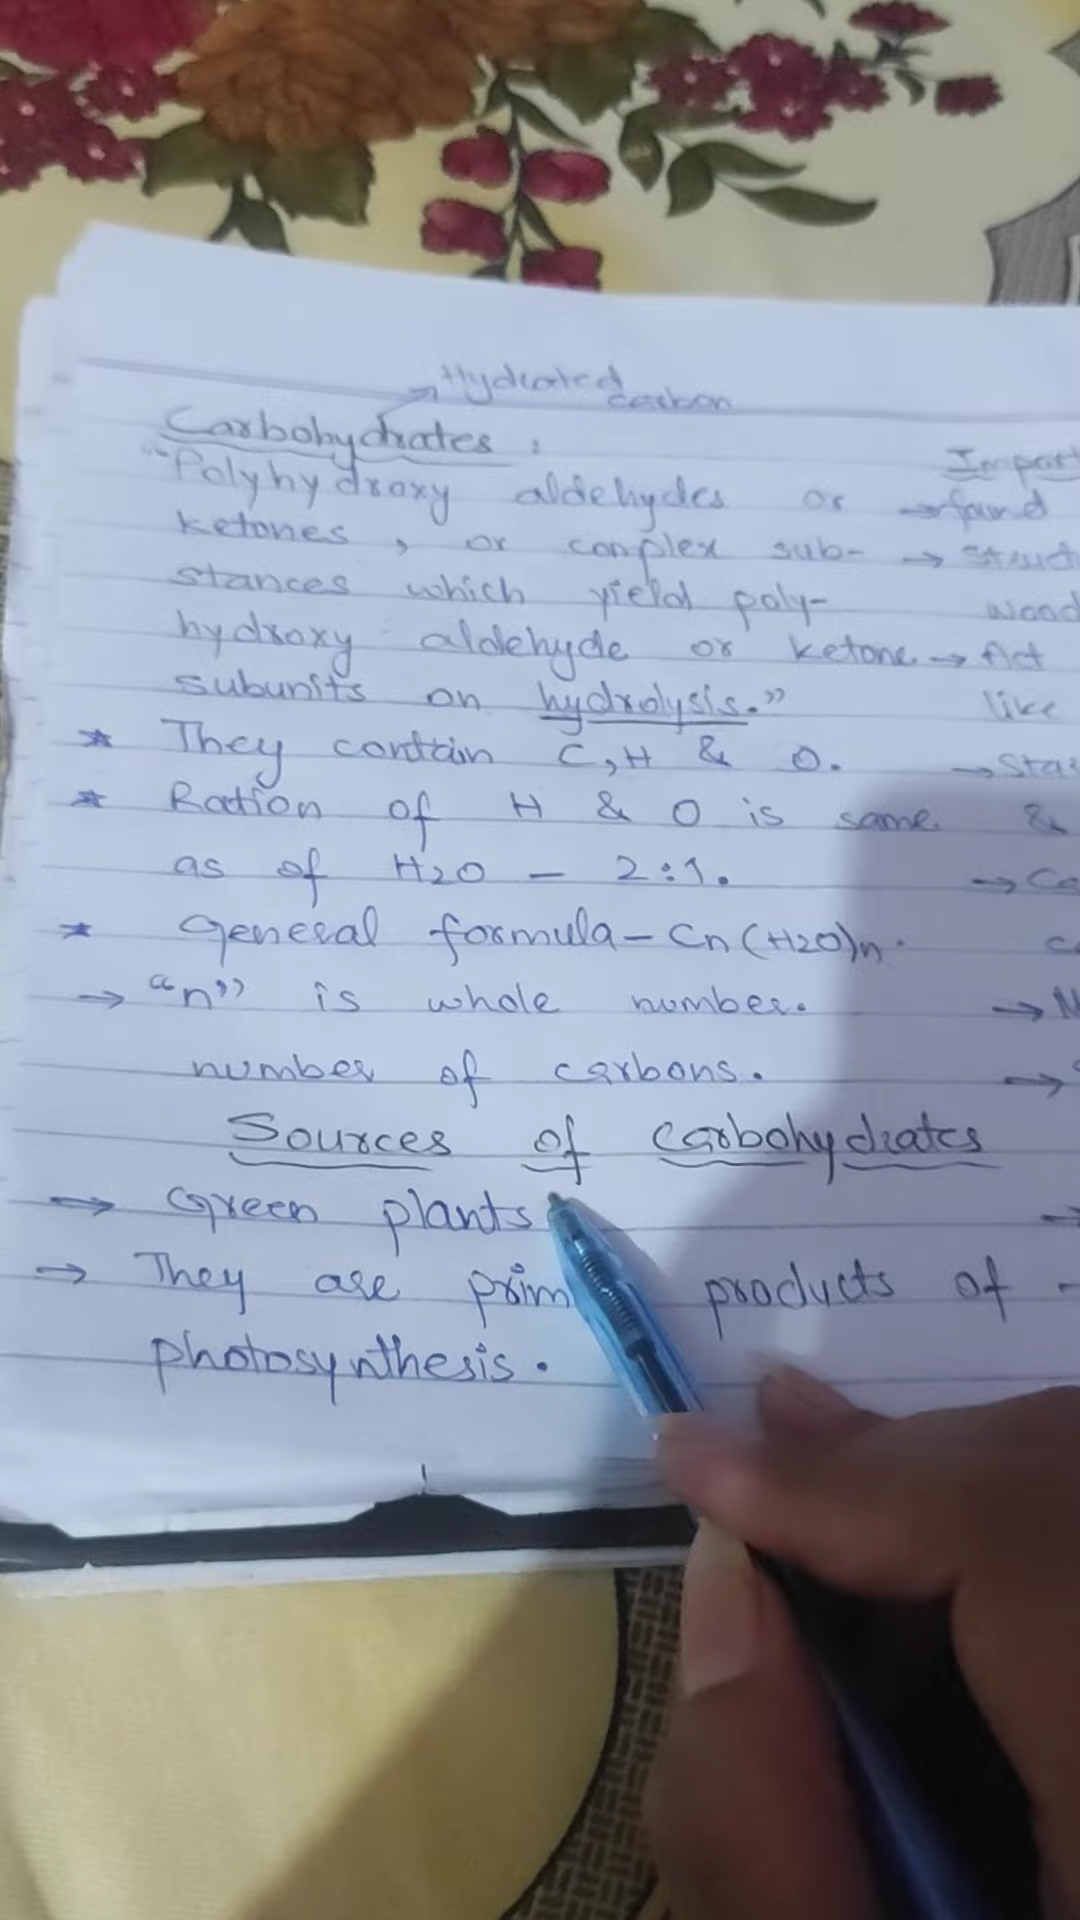 Hydrated
carbon
Carbohydrates :
"Polyhydroxy aldehydes or
ketones, or complex sub-
stances which yield poly-
hydroxy aldehyde or ketone
subunits on hydrolysis."
* They contain C, H & O.
* Ration of H & O is same
as of H2O - 2:1.
* General formula - Cn(H2O)n.
→ "n" is whole number.
number of carbons.
Sources of Carbohydrates
→ Green plants
→ They are prim products of
photosynthesis.
Import
→ found
→ Struct
wood
→ Act
like
→ Sta
&
→ Ca